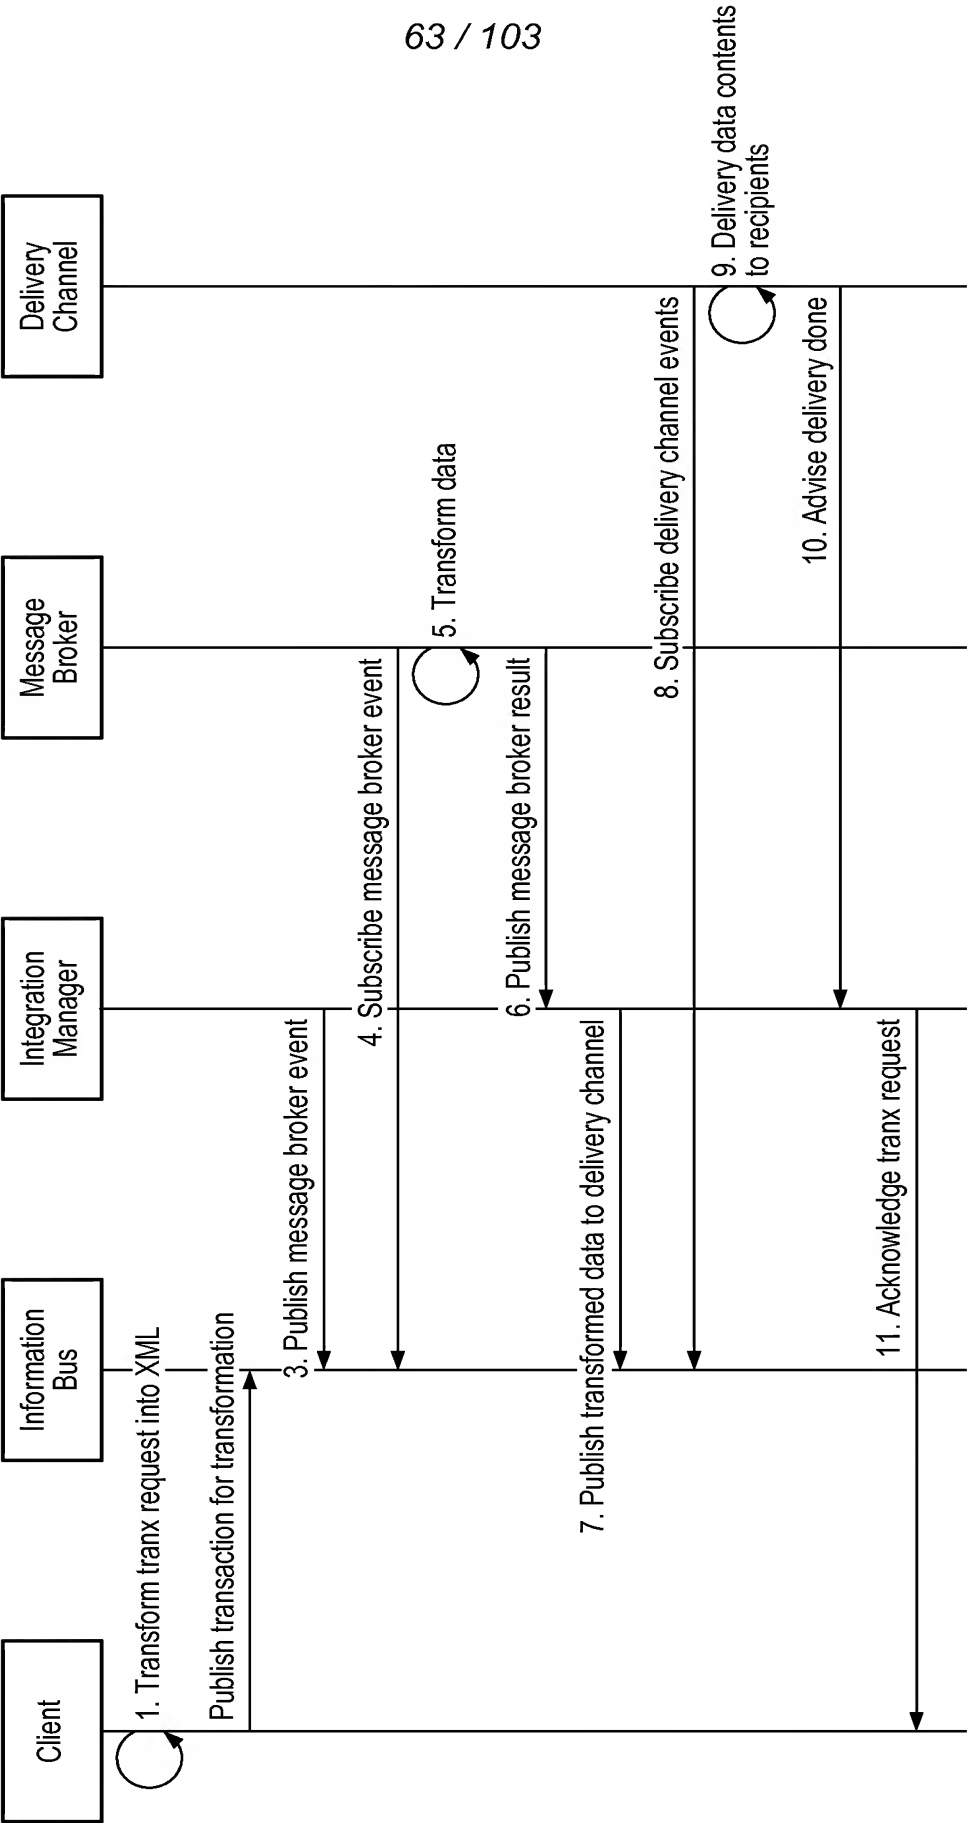 63 / 103
Client
Information
Bus
Integration
Manager
Message
Broker
Delivery
Channel
1. Transform tranx request into XML
Publish transaction for transformation
3. Publish message broker event
4. Subscribe message broker event
5. Transform data
6. Publish message broker result
7. Publish transformed data to delivery channel
8. Subscribe delivery channel events
9. Delivery data contents
to recipients
10. Advise delivery done
11. Acknowledge tranx request